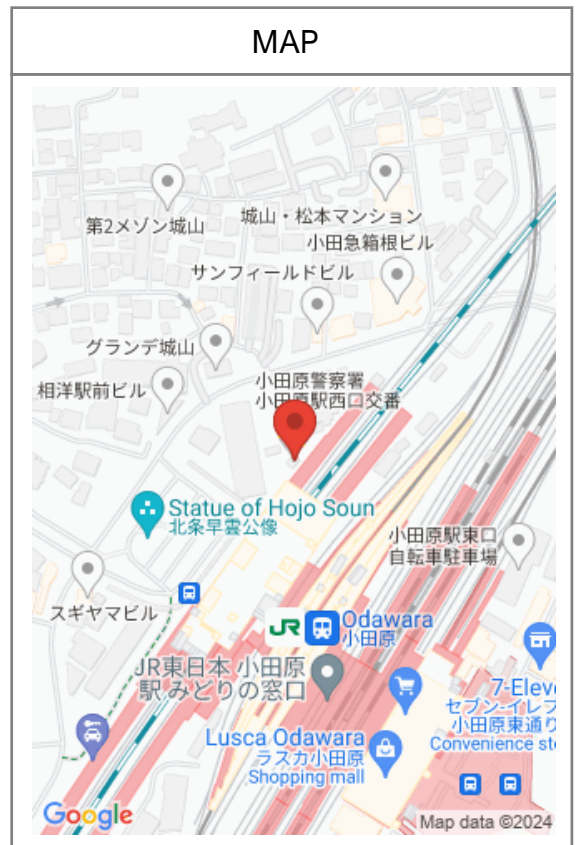 MAP
第2メゾン城山
城山・松本マンション
小田急箱根ビル
サンフィールドビル
グランデ城山
相洋駅前ビル
小田原警察署
小田原駅西口交番
Statue of Hojo Soun
北条早雲公像
小田原駅東口
自転車駐車場
スギヤマビル
JR
Odawara
小田原
JR東日本 小田原
駅 みどりの窓口
7-Eleve
セブン-イレブ
小田原東通り
Convenience sto
Lusca Odawara
ラスカ小田原
Shopping mall
Google
Map data ©2024